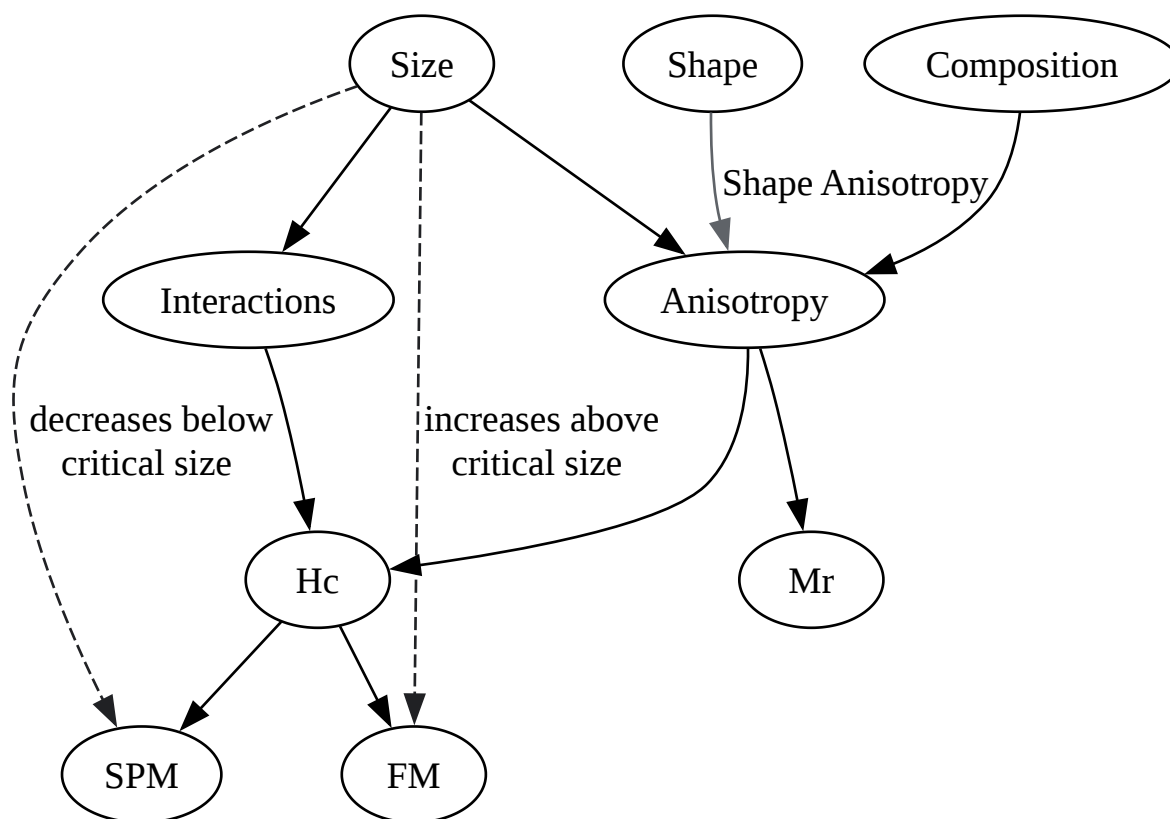 Size
Shape
Composition
Shape Anisotropy
Interactions
Anisotropy
decreases below
critical size
increases above
critical size
Hc
Mr
SPM
FM